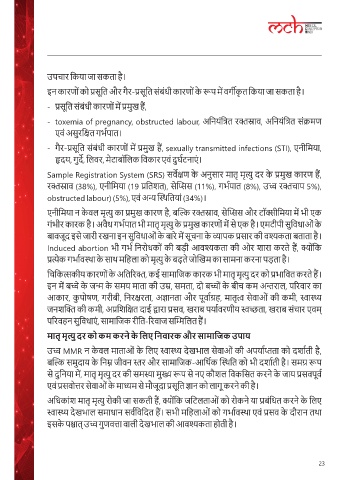 mch
उपचार किया जा सकता है।
इन कारणों को प्रसूति और गैर-प्रसूति संबंधी कारणों के रूप में वर्गीकृत किया जा सकता है।
- प्रसूति संबंधी कारणों में प्रमुख हैं,
- toxemia of pregnancy, obstructed labour, अनियंत्रित रक्तस्राव, अनियंत्रित संक्रमण
एवं असुरक्षित गर्भपात।
- गैर-प्रसूति संबंधी कारणों में प्रमुख हैं, sexually transmitted infections (STI), एनीमिया,
हृदय, गुर्दे, लिवर, मेटाबॉलिक विकार एवं दुर्घटनाएं।
Sample Registration System (SRS) सर्वेक्षण के अनुसार मातृ मृत्यु दर के प्रमुख कारण हैं,
रक्तस्राव (38%), एनीमिया (19 प्रतिशत), सेप्सिस (11%), गर्भपात (8%), उच्च रक्तचाप 5%),
obstructed labour) (5%), एवं अन्य स्थितियां (34%)।
एनीमिया न केवल मृत्यु का प्रमुख कारण है, बल्कि रक्तस्राव, सेप्सिस और टॉक्सीमिया में भी एक
गंभीर कारक है। अवैध गर्भपात भी मातृ मृत्यु के प्रमुख कारणों में से एक है। एमटीपी सुविधाओं के
बावजूद इसे जारी रखना इन सुविधाओं के बारे में सूचना के व्यापक प्रसार की वश्यकता बताता है।
Induced abortion भी गर्भ निरोधकों की बड़ी आवश्यकता की ओर शारा करते हैं, क्योंकि
प्रत्येक गर्भावस्था के साथ महिला को मृत्यु के बढ़ते जोखिम का सामना करना पड़ता है।
चिकित्सकीय कारणों के अतिरिक्त, कई सामाजिक कारक भी मातृ मृत्यु दर को प्रभावित करते हैं।
इन में बच्चे के जन्म के समय माता की उम्र, समता, दो बच्चों के बीच कम अन्तराल, परिवार का
आकार, कुपोषण, गरीबी, निरक्षरता, अज्ञानता और पूर्वाग्रह, मातृत्व सेवाओं की कमी, स्वास्थ्य
जनशक्ति की कमी, अप्रशिक्षित दाई द्वारा प्रसव, खराब पर्यावरणीय स्वच्छता, खराब संचार एवम्
परिवहन सुविधाएं, सामाजिक रीति-रिवाज सम्मिलित हैं।
मातृ मृत्यु दर को कम करने के लिए निवारक और सामाजिक उपाय
उच्च MMR न केवल माताओं के लिए स्वास्थ्य देखभाल सेवाओं की अपर्याप्तता को दर्शाती है,
बल्कि समुदाय के निम्न जीवन स्तर और सामाजिक-आर्थिक स्थिति को भी दर्शाती है। समग्र रूप
से दुनिया में, मातृ मृत्यु दर की समस्या मुख्य रूप से नए कौशल विकसित करने के जाय प्रसवपूर्व
एवं प्रसवोत्तर सेवाओं के माध्यम से मौजूदा प्रसूति ज्ञान को लागू करने की है।
अधिकांश मातृ मृत्यु रोकी जा सकती हैं, क्योंकि जटिलताओं को रोकने या प्रबंधित करने के लिए
स्वास्थ्य देखभाल समाधान सर्वविदित हैं। सभी महिलाओं को गर्भावस्था एवं प्रसव के दौरान तथा
इसके पश्चात् उच्च गुणवत्ता वाली देखभाल की आवश्यकता होती है।
23